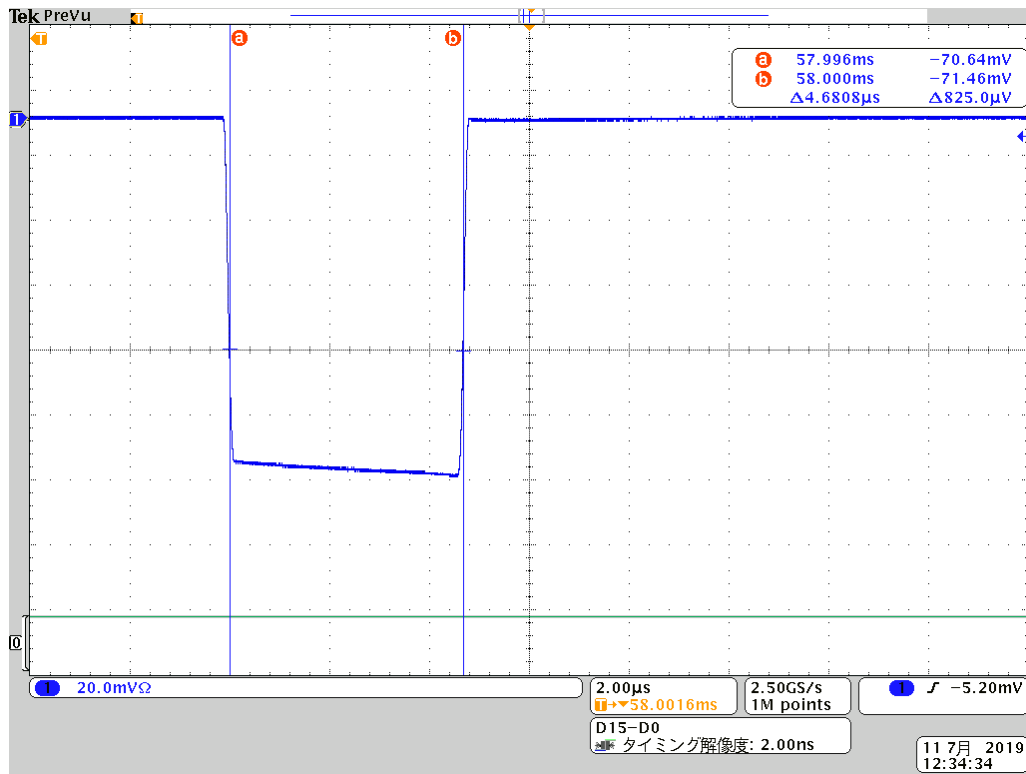 Tek PreVu
T
T
a
b
a 57.996ms −70.64mV
b 58.000ms −71.46mV
Δ4.6808µs Δ825.0µV
1
0
1 20.0mVΩ
2.00µs
T→▼58.0016ms
2.50GS/s
1M points
1 ∫ −5.20mV
D15−D0
タイミング解像度: 2.00ns
11 7月 2019
12:34:34